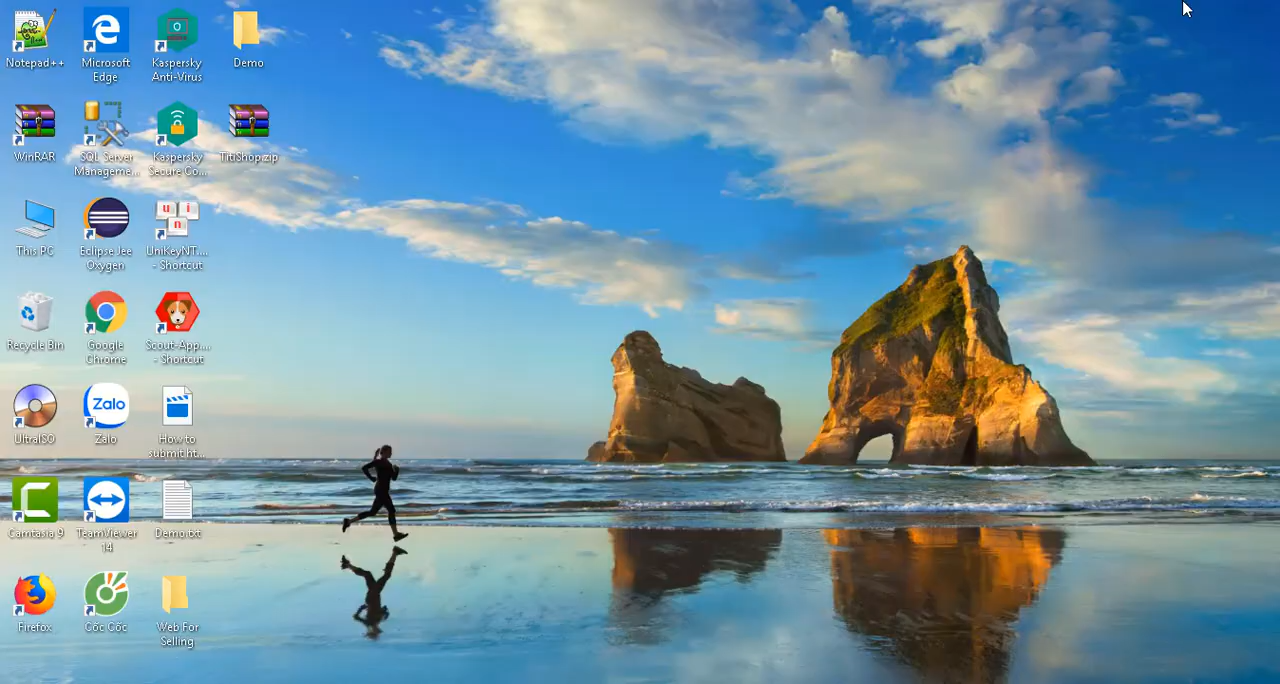 Notepad++
Microsoft
Edge
Kaspersky
Anti-Virus
Demo
WinRAR
SQL Server
Manageme...
Kaspersky
Secure Co...
TitiShop.zip
This PC
Eclipse Jee
Oxygen
u i
n
UniKeyNT....
- Shortcut
Recycle Bin
Google
Chrome
Scout-App....
- Shortcut
UltraISO
Zalo
Zalo
How to
submit.ht...
Camtasia 9
TeamViewer
14
Demo.txt
Firefox
Cốc Cốc
Web For
Selling